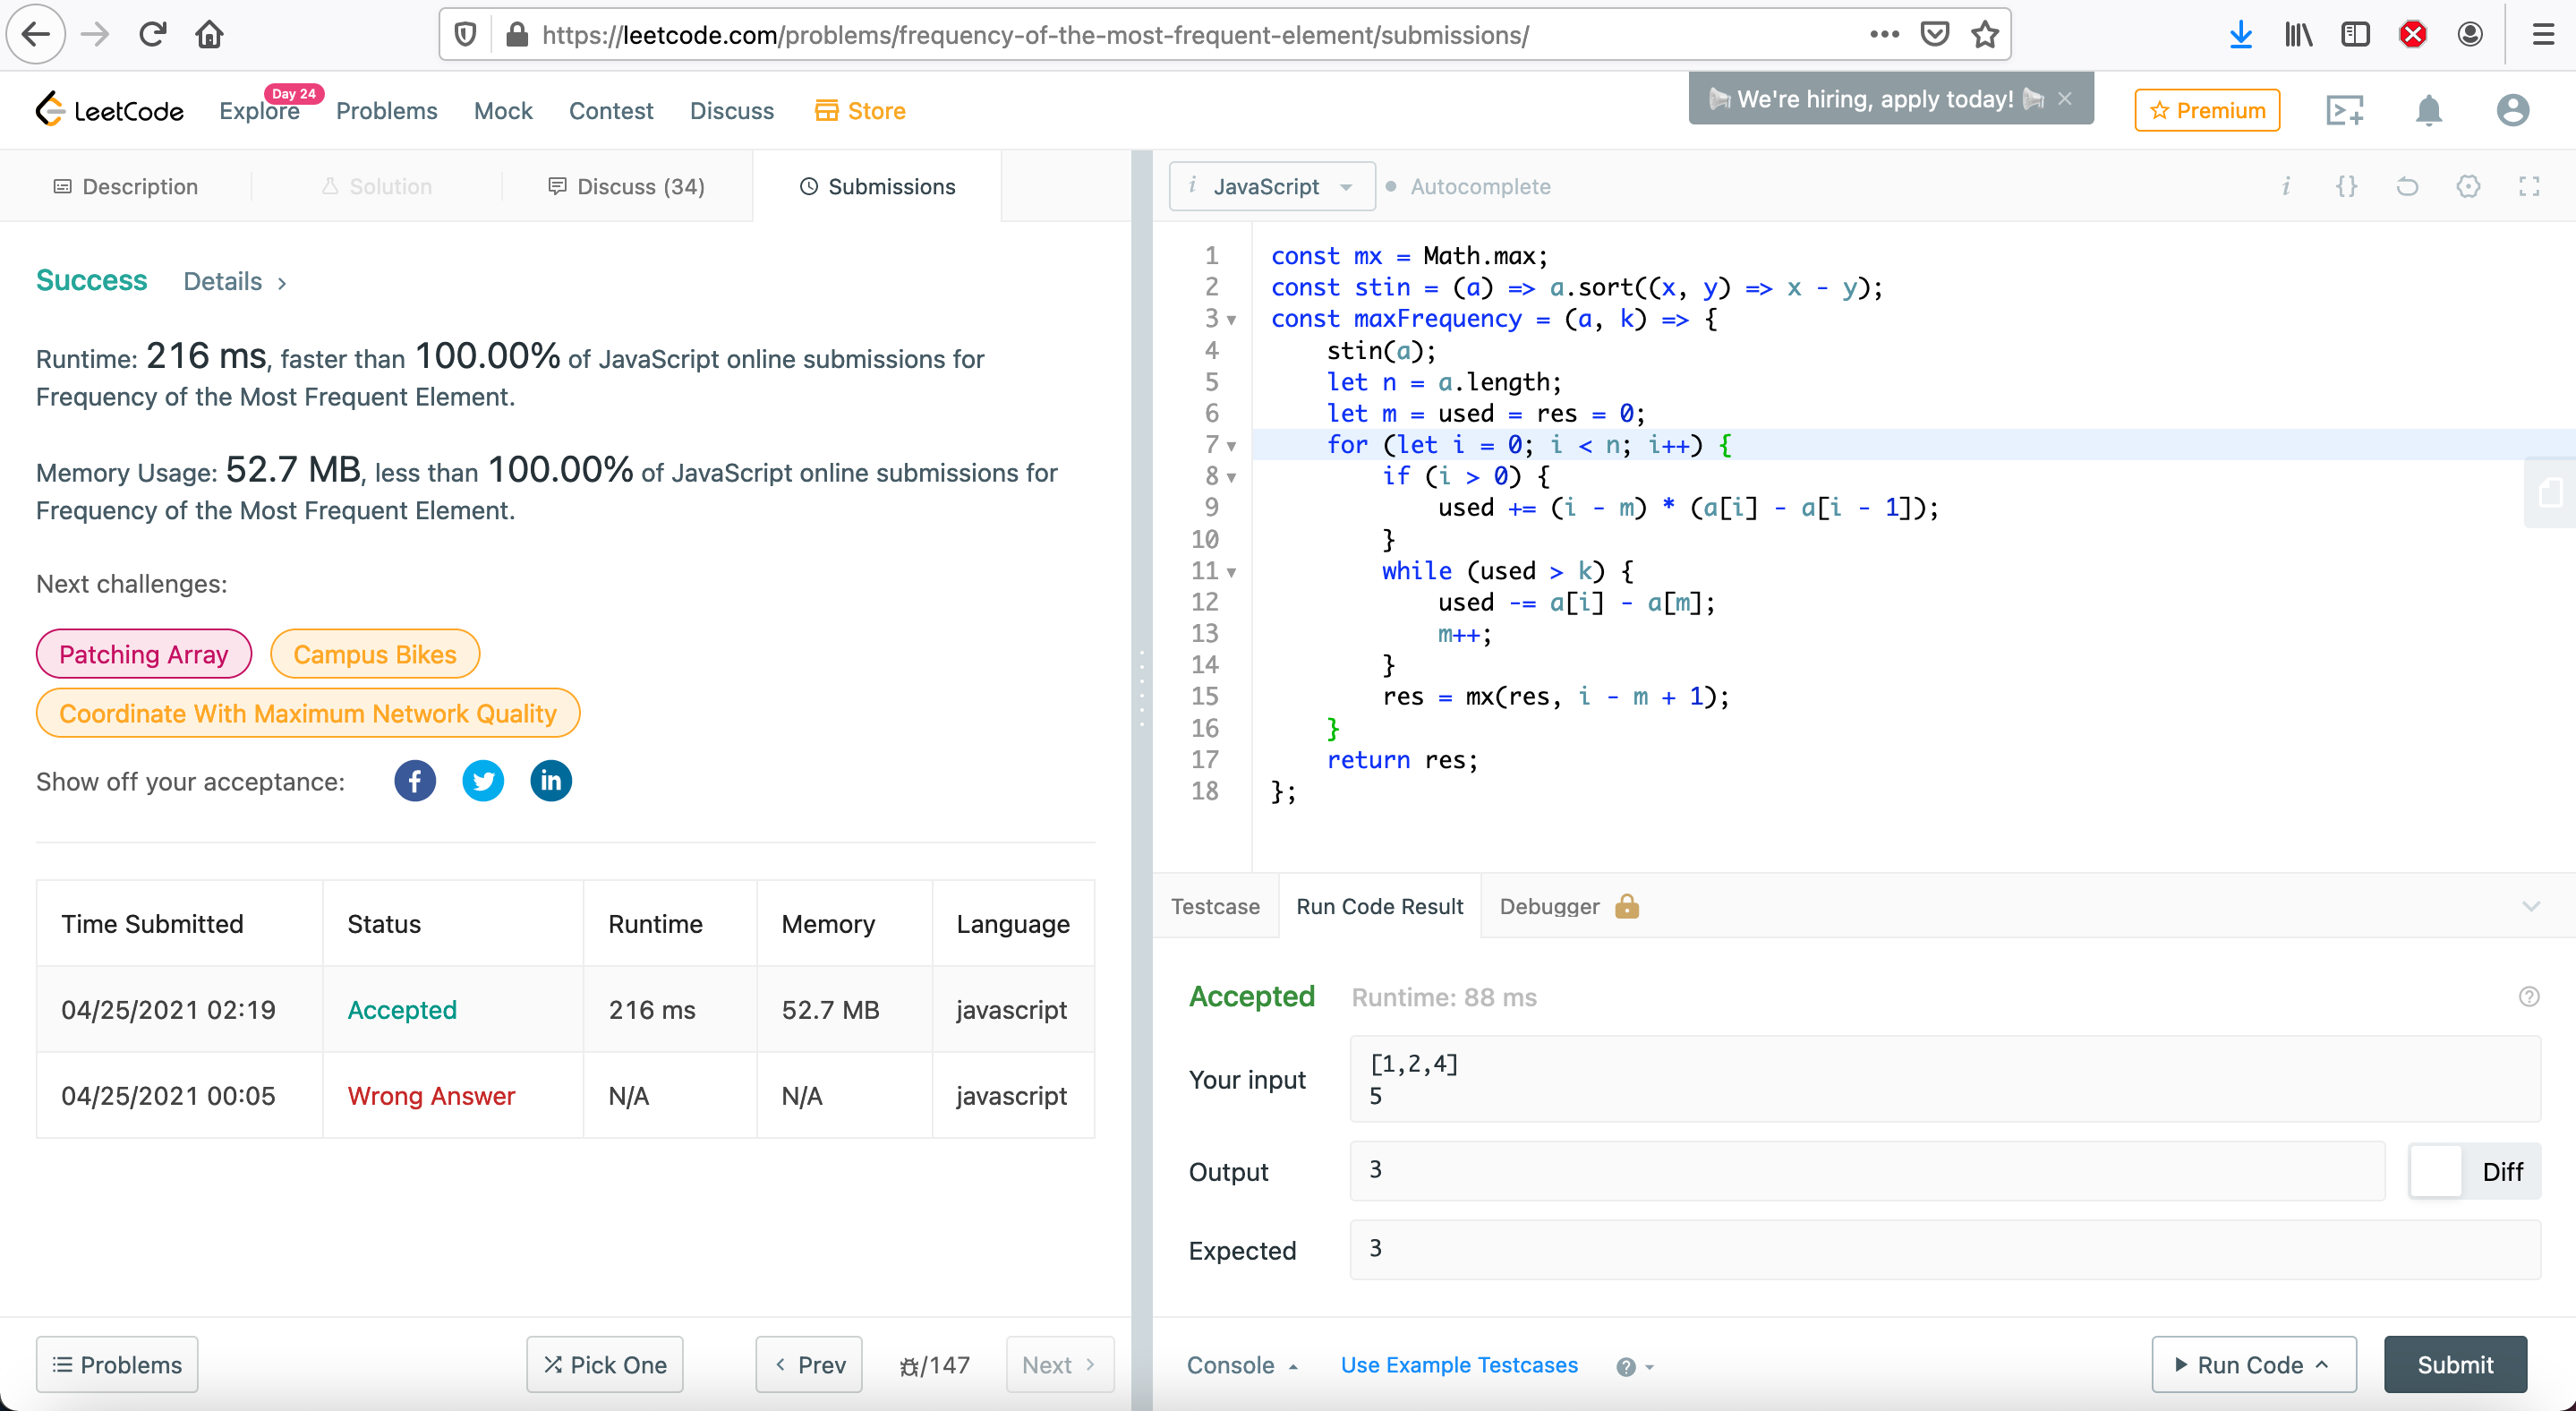 https://leetcode.com/problems/frequency-of-the-most-frequent-element/submissions/
LeetCode
Explore
Day 24
Problems
Mock
Contest
Discuss
Store
We're hiring, apply today!
Premium
Description
Solution
Discuss (34)
Submissions
Success
Details >
Runtime: 216 ms, faster than 100.00% of JavaScript online submissions for
Frequency of the Most Frequent Element.
Memory Usage: 52.7 MB, less than 100.00% of JavaScript online submissions for
Frequency of the Most Frequent Element.
Next challenges:
Patching Array
Campus Bikes
Coordinate With Maximum Network Quality
Show off your acceptance:
Time Submitted Status Runtime Memory Language
04/25/2021 02:19 Accepted 216 ms 52.7 MB javascript
04/25/2021 00:05 Wrong Answer N/A N/A javascript
Problems
Pick One
< Prev
/147
Next >
i JavaScript
Autocomplete
i {}
1 const mx = Math.max;
2 const stin = (a) => a.sort((x, y) => x - y);
3 const maxFrequency = (a, k) => {
4 stin(a);
5 let n = a.length;
6 let m = used = res = 0;
7 for (let i = 0; i < n; i++) {
8 if (i > 0) {
9 used += (i - m) * (a[i] - a[i - 1]);
10 }
11 while (used > k) {
12 used -= a[i] - a[m];
13 m++;
14 }
15 res = mx(res, i - m + 1);
16 }
17 return res;
18 };
Testcase
Run Code Result
Debugger
Accepted
Runtime: 88 ms
Your input
[1,2,4]
5
Output
3
Diff
Expected
3
Console
Use Example Testcases
Run Code
Submit